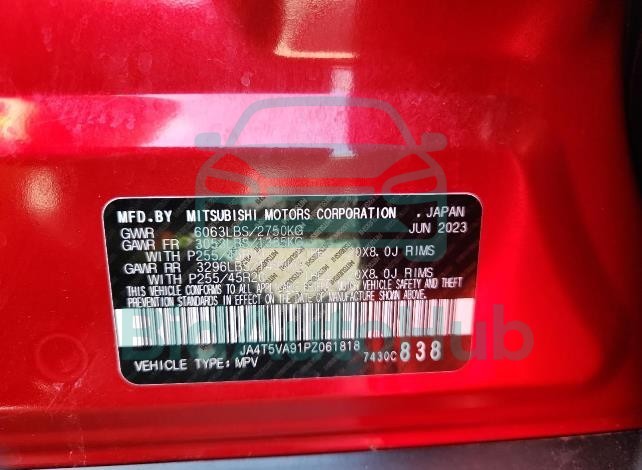 MFD.BY MITSUBISHI MOTORS CORPORATION . JAPAN
GVWR 6063LBS/2750KG JUN 2023
GAWR FR 3052LBS/1385KG
WITH P255/45R20 20X8.0J RIMS
GAWR RR 3296LBS
WITH P255/45R20 20X8.0J RIMS
THIS VEHICLE CONFORMS TO ALL APPLICABLE FEDERAL MOTOR VEHICLE SAFETY, BUMPER, AND THEFT
PREVENTION STANDARDS IN EFFECT ON THE DATE OF MANUFACTURE SHOWN ABOVE.
JA4T5VA91PZ061818
7430C 838
VEHICLE TYPE: MPV
BidAutoHub